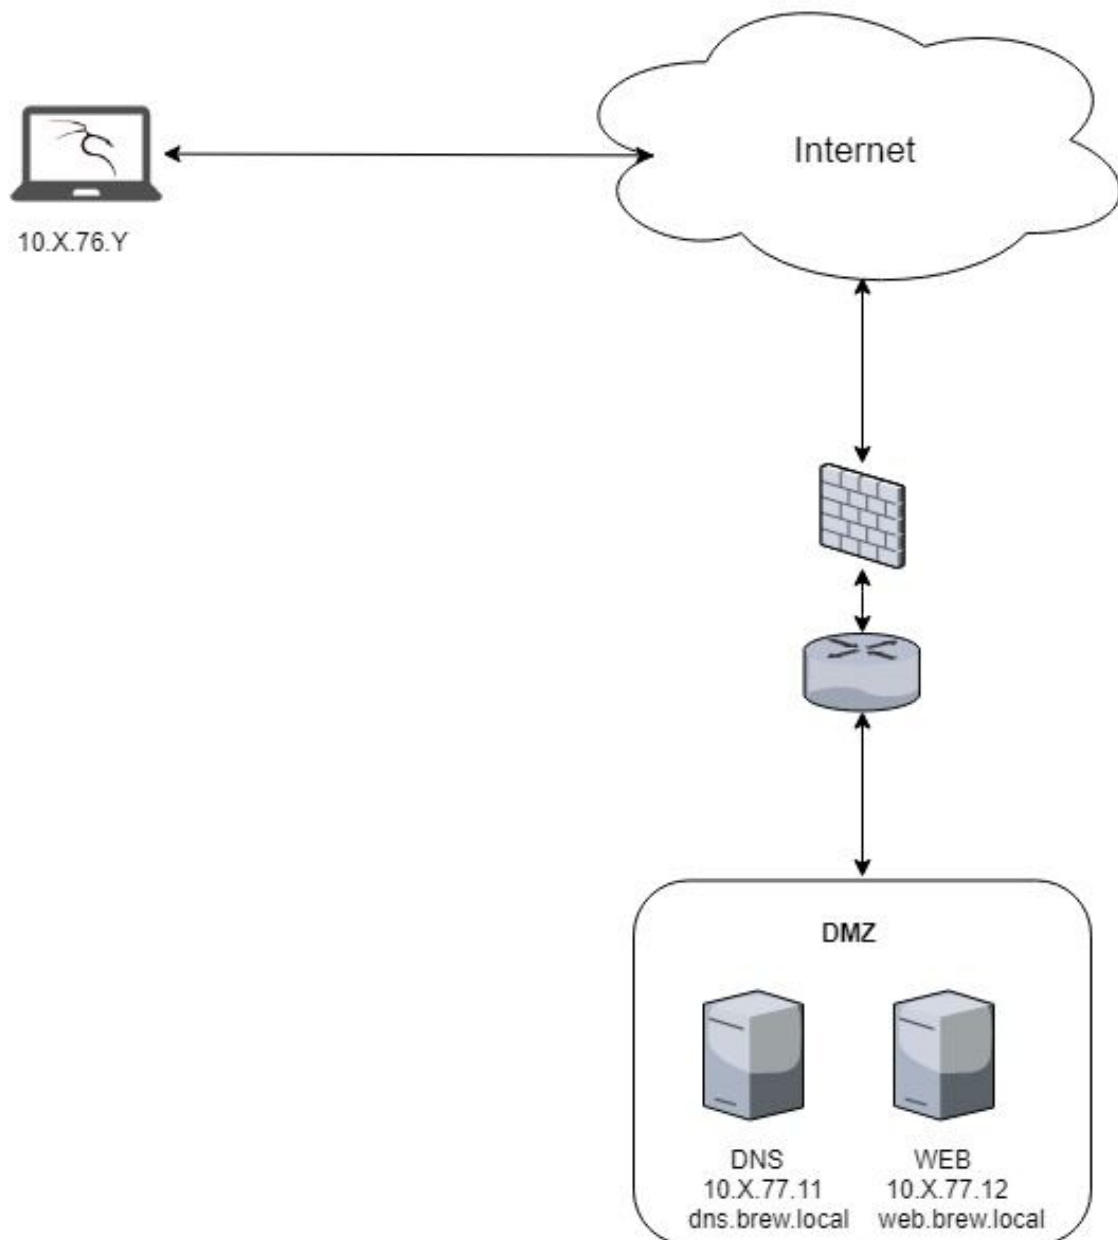 Internet
10.X.76.Y
DMZ
DNS
10.X.77.11
dns.brew.local
WEB
10.X.77.12
web.brew.local